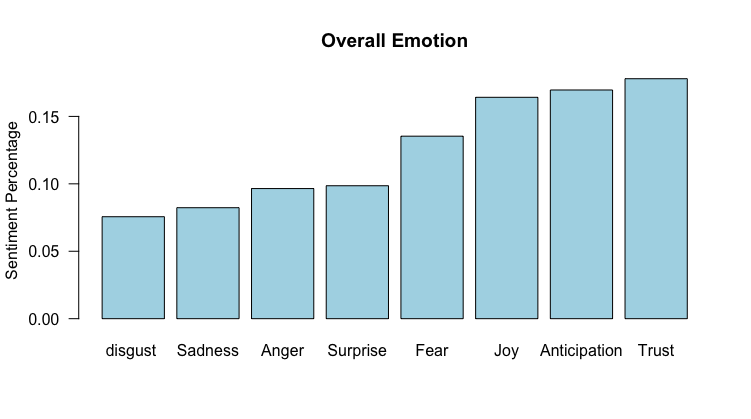 Overall Emotion
Sentiment Percentage
0.15
0.10
0.05
0.00
disgust Sadness Anger Surprise Fear Joy Anticipation Trust